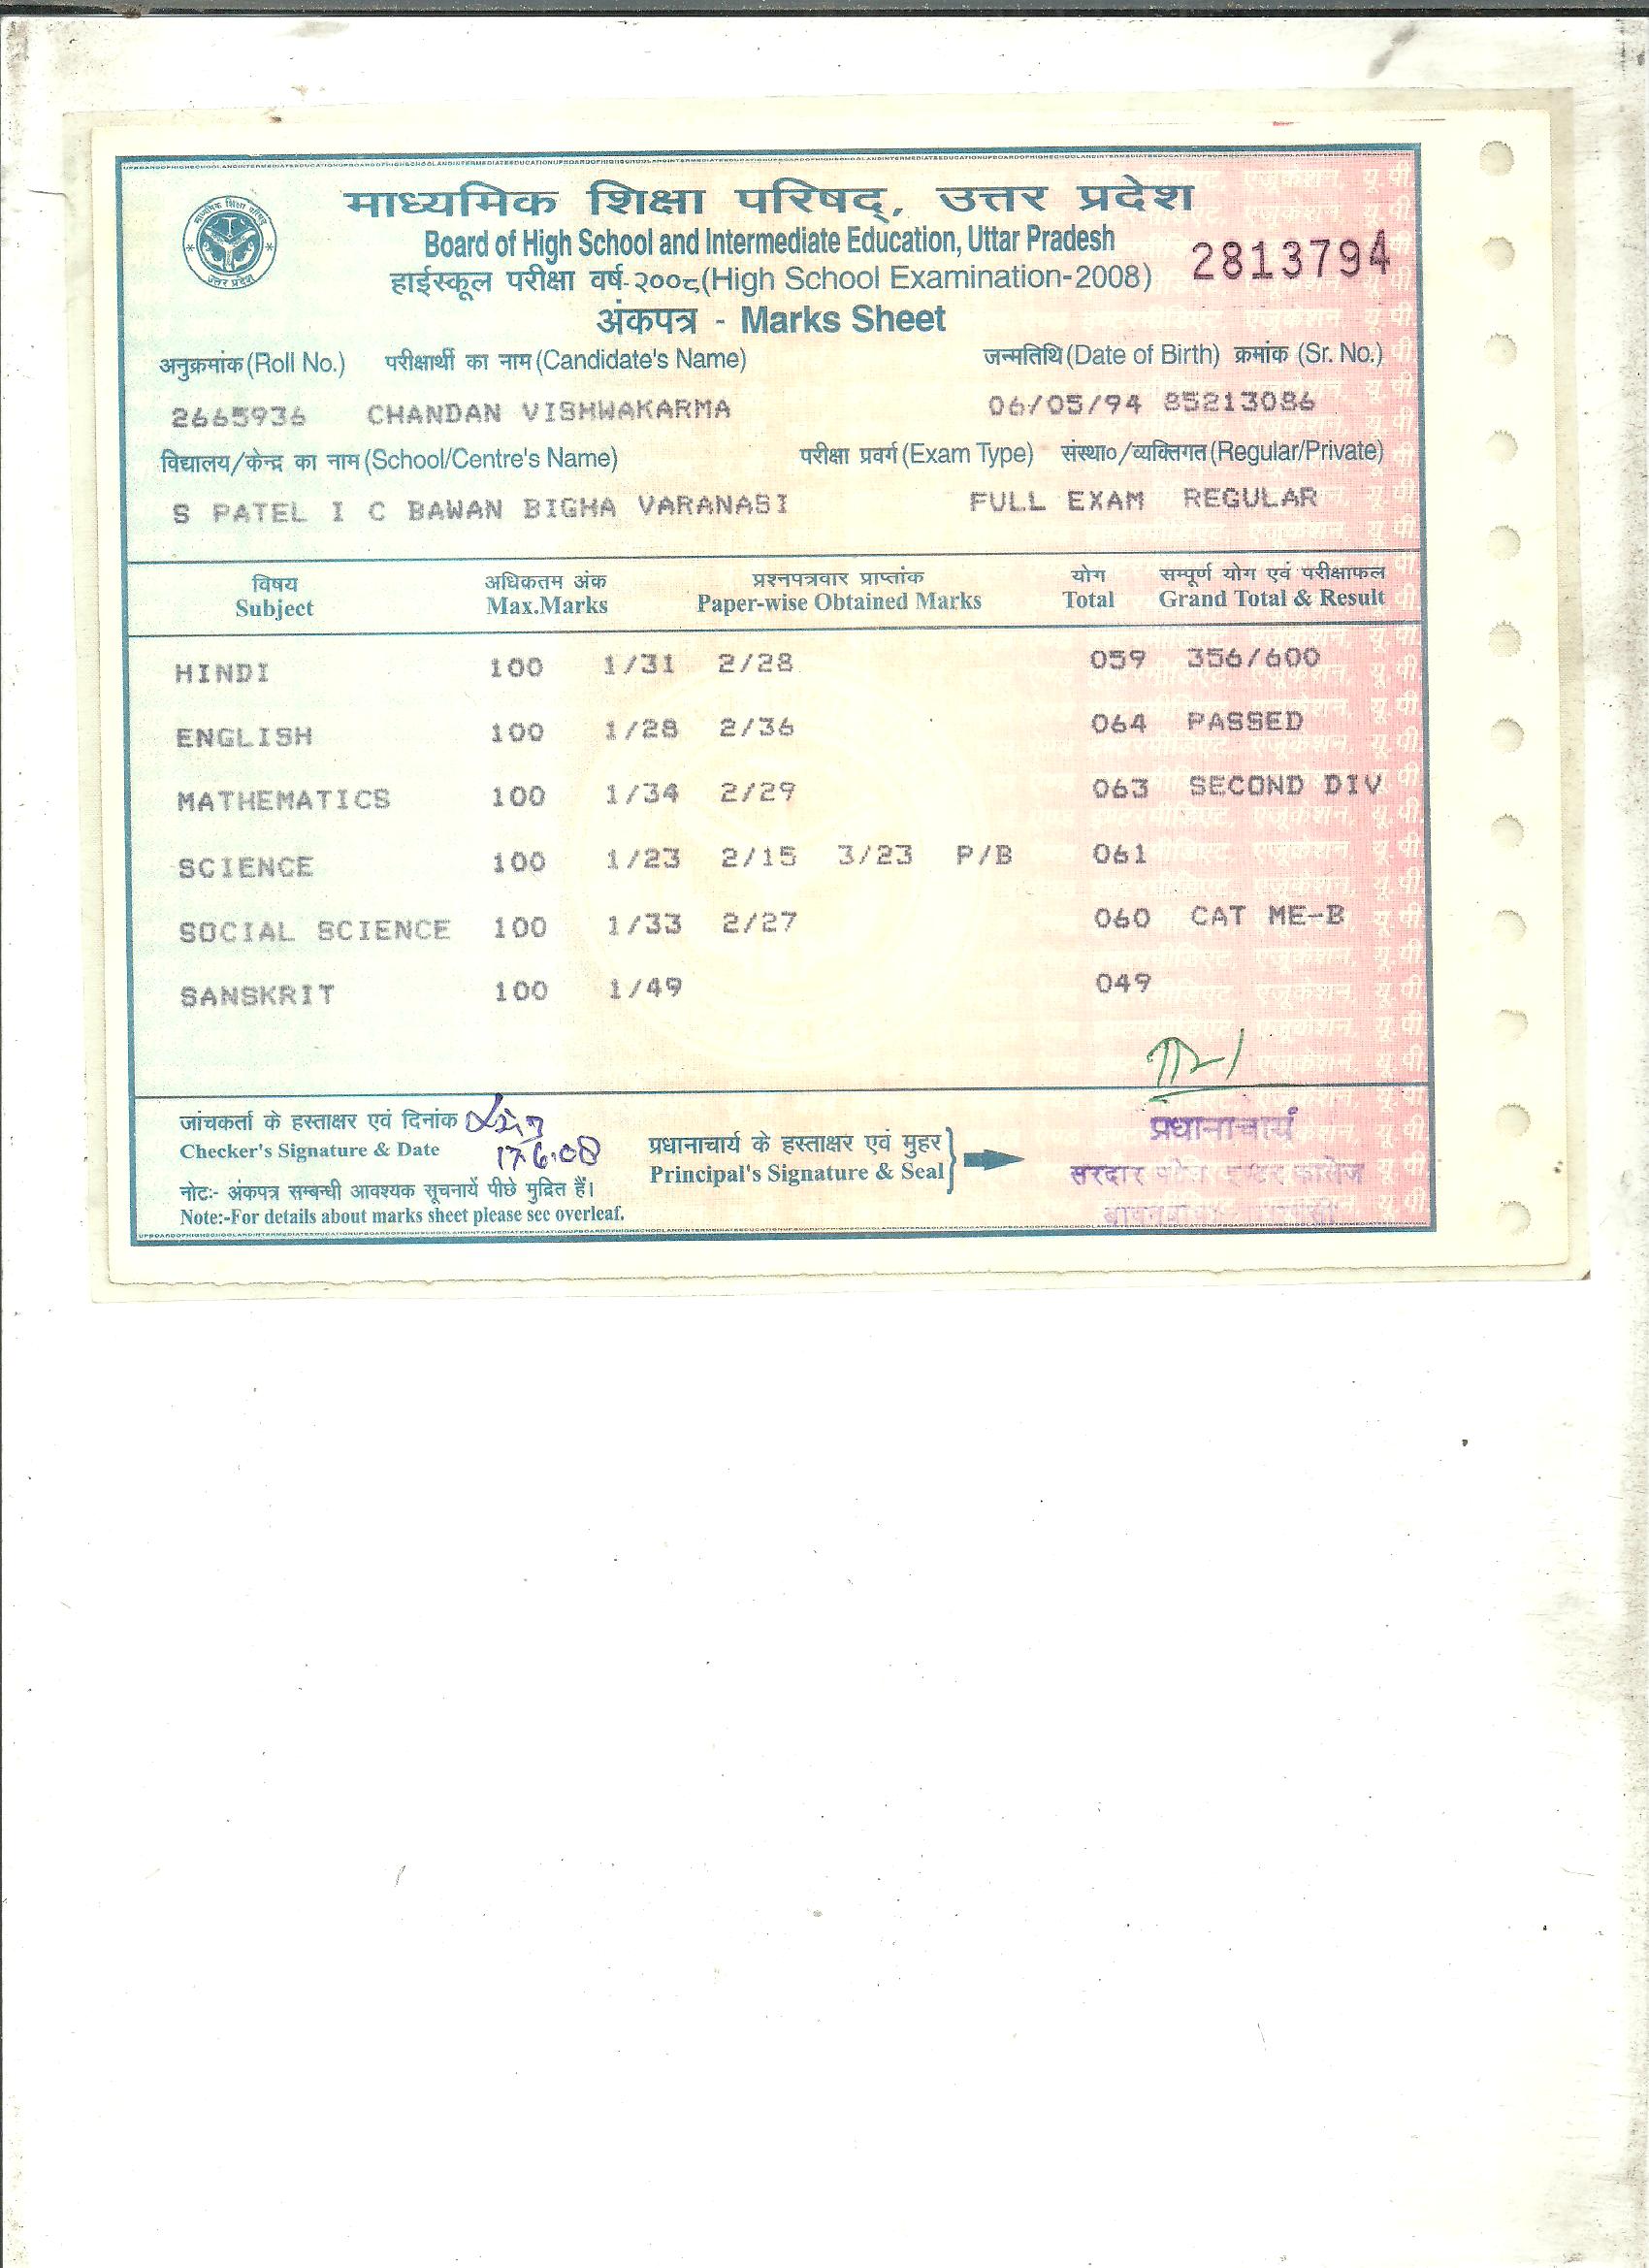 माध्यमिक शिक्षा परिषद्, उत्तर प्रदेश
Board of High School and Intermediate Education, Uttar Pradesh
2813794
हाईस्कूल परीक्षा वर्ष-२००८(High School Examination-2008)
अंकपत्र - Marks Sheet
अनुक्रमांक(Roll No.) परीक्षार्थी का नाम(Candidate's Name) जन्मतिथि(Date of Birth) क्रमांक (Sr. No.)
2665936 CHANDAN VISHWAKARMA 06/05/94 85213086
विद्यालय/केन्द्र का नाम(School/Centre's Name) परीक्षा प्रवर्ग(Exam Type) संस्था०/व्यक्तिगत(Regular/Private)
S PATEL I C BAWAN BIGHA VARANASI FULL EXAM REGULAR
विषय अधिकतम अंक प्रश्नपत्रवार प्राप्तांक योग सम्पूर्ण योग एवं परीक्षाफल
Subject Max.Marks Paper-wise Obtained Marks Total Grand Total & Result
HINDI 100 1/31 2/28 059 356/600
ENGLISH 100 1/28 2/36 064 PASSED
MATHEMATICS 100 1/34 2/29 063 SECOND DIV
SCIENCE 100 1/23 2/15 3/23 P/B 061
SOCIAL SCIENCE 100 1/33 2/27 060 CAT ME-B
SANSKRIT 100 1/49 049
जांचकर्ता के हस्ताक्षर एवं दिनांक
Checker's Signature & Date 17.6.08
प्रधानाचार्य के हस्ताक्षर एवं मुहर
Principal's Signature & Seal
प्रधानाचार्य
सरदार पटेल इण्टर कालेज
नोटः- अंकपत्र सम्बन्धी आवश्यक सूचनायें पीछे मुद्रित हैं।
Note:-For details about marks sheet please see overleaf.